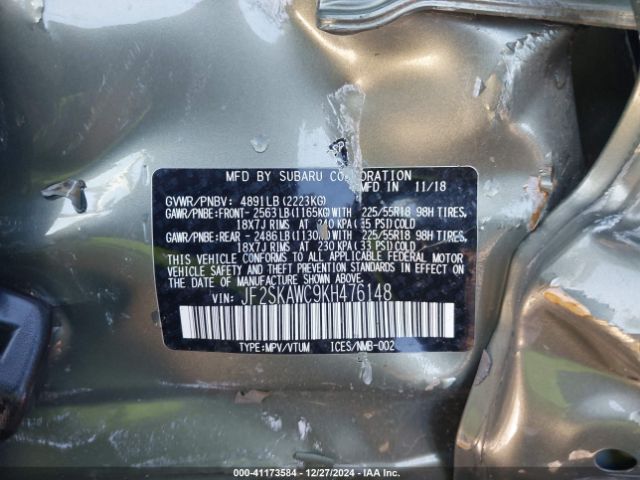 MFD BY SUBARU CORPORATION
MFD IN 11/18
GVWR/PNBV: 4891LB(2223KG)
GAWR/PNBE:FRONT- 2563LB(1165KG)WITH 225/55R18 98H TIRES,
18X7J RIMS AT 240 KPA(35 PSI)COLD
GAWR/PNBE:REAR - 2486LB(1130KG)WITH 225/55R18 98H TIRES,
18X7J RIMS AT 230 KPA(33 PSI)COLD
THIS VEHICLE CONFORMS TO ALL APPLICABLE FEDERAL MOTOR
VEHICLE SAFETY AND THEFT PREVENTION STANDARDS IN EFFECT ON
THE DATE OF MANUFACTURE SHOWN ABOVE.
VIN: JF2SKAWC9KH476148
TYPE:MPV/VTUM ICES/NMB-002
000-41173584 / 12/27/2024 - IAA Inc.